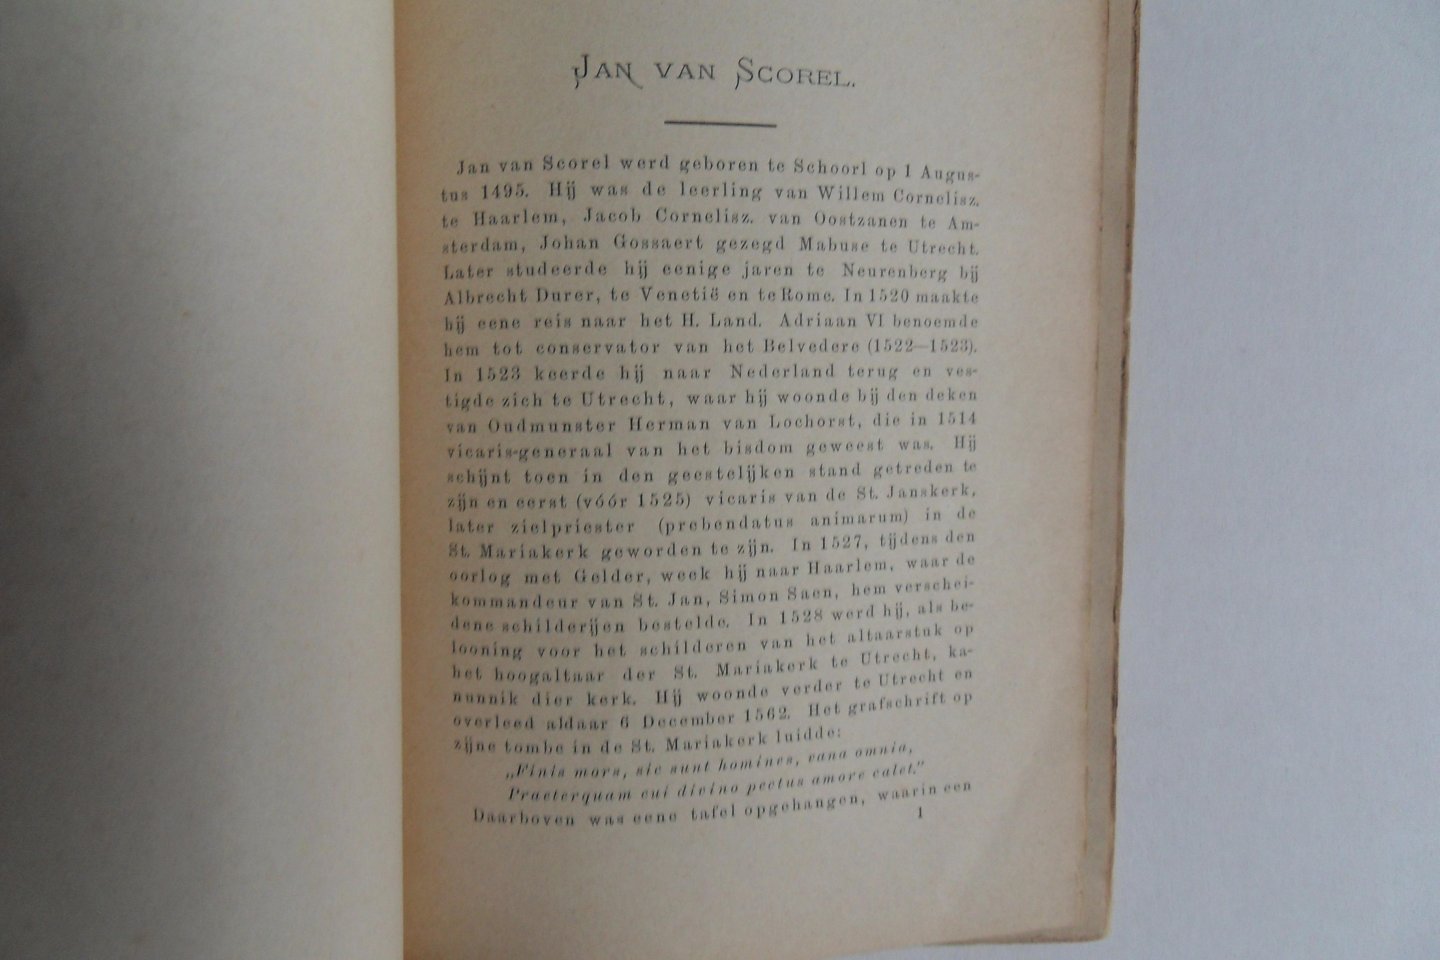 JAN VAN SCOREL.
Jan van Scorel werd geboren te Schoorl op 1 Augus-
tus 1495. Hij was de leerling van Willem Cornelisz.
te Haarlem, Jacob Cornelisz. van Oostzanen te Am-
sterdam, Johan Gossaert gezegd Mabuse te Utrecht.
Later studeerde hij eenige jaren te Neurenberg bij
Albrecht Durer, te Venetië en te Rome. In 1520 maakte
hij eene reis naar het H. Land. Adriaan VI benoemde
hem tot conservator van het Belvedere (1522—1523).
In 1523 keerde hij naar Nederland terug en ves-
tigde zich te Utrecht, waar hij woonde bij den deken
van Oudmunster Herman van Lochorst, die in 1514
vicaris-generaal van het bisdom geweest was. Hij
schijnt toen in den geestelijken stand getreden te
zijn en eerst (vóór 1525) vicaris van de St. Janskerk,
later zielpriester (prebendatus animarum) in de
St. Mariakerk geworden te zijn. In 1527, tijdens den
oorlog met Gelder, week hij naar Haarlem, waar de
kommandeur van St. Jan, Simon Saen, hem verschei-
dene schilderijen bestelde. In 1528 werd hij, als be-
looning voor het schilderen van het altaarstuk op
het hoogaltaar der St. Mariakerk te Utrecht, ka-
nunnik dier kerk. Hij woonde verder te Utrecht en
overleed aldaar 6 December 1562. Het grafschrift op
zijne tombe in de St. Mariakerk luidde:
„Finis mors, sic sunt homines, vana omnia,
Praeterquam cui divino pectus amore calet."
Daarboven was eene tafel opgehangen, waarin een
1